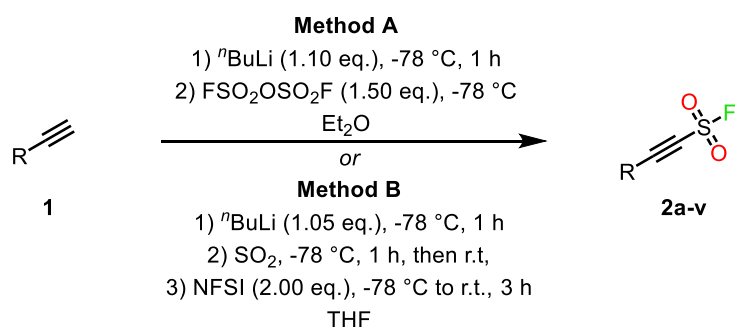 Method A
1) ⁿBuLi (1.10 eq.), -78 °C, 1 h
2) FSO₂OSO₂F (1.50 eq.), -78 °C
Et₂O
or
Method B
1) ⁿBuLi (1.05 eq.), -78 °C, 1 h
2) SO₂, -78 °C, 1 h, then r.t,
3) NFSI (2.00 eq.), -78 °C to r.t., 3 h
THF
R
1
O
F
S
O
R
2a-v